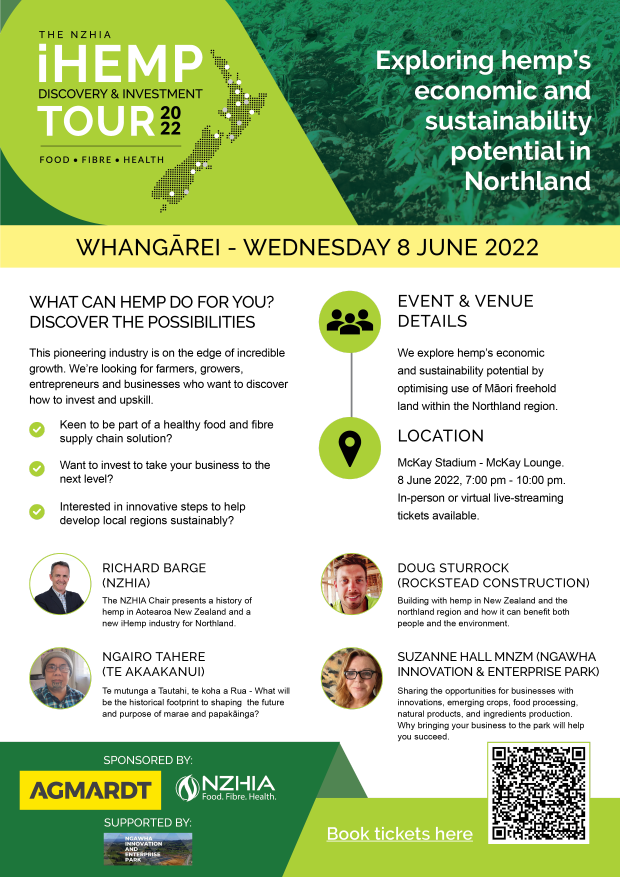 THE NZHIA
iHEMP
DISCOVERY & INVESTMENT
TOUR 20
22
FOOD • FIBRE • HEALTH
Exploring hemp's
economic and
sustainability
potential in
Northland
WHANGĀREI - WEDNESDAY 8 JUNE 2022
WHAT CAN HEMP DO FOR YOU?
DISCOVER THE POSSIBILITIES
This pioneering industry is on the edge of incredible
growth. We're looking for farmers, growers,
entrepreneurs and businesses who want to discover
how to invest and upskill.
Keen to be part of a healthy food and fibre
supply chain solution?
Want to invest to take your business to the
next level?
Interested in innovative steps to help
develop local regions sustainably?
EVENT & VENUE
DETAILS
We explore hemp's economic
and sustainability potential by
optimising use of Māori freehold
land within the Northland region.
LOCATION
McKay Stadium - McKay Lounge.
8 June 2022, 7:00 pm - 10:00 pm.
In-person or virtual live-streaming
tickets available.
RICHARD BARGE
(NZHIA)
The NZHIA Chair presents a history of
hemp in Aotearoa New Zealand and a
new iHemp industry for Northland.
DOUG STURROCK
(ROCKSTEAD CONSTRUCTION)
Building with hemp in New Zealand and the
northland region and how it can benefit both
people and the environment.
NGAIRO TAHERE
(TE AKAAKANUI)
Te mutunga a Tautahi, te koha a Rua - What will
be the historical footprint to shaping the future
and purpose of marae and papakāinga?
SUZANNE HALL MNZM (NGAWHA
INNOVATION & ENTERPRISE PARK)
Sharing the opportunities for businesses with
innovations, emerging crops, food processing,
natural products, and ingredients production.
Why bringing your business to the park will help
you succeed.
SPONSORED BY:
AGMARDT
NZHIA
Food. Fibre. Health.
SUPPORTED BY:
NGAWHA
INNOVATION
AND
ENTERPRISE
PARK
Book tickets here